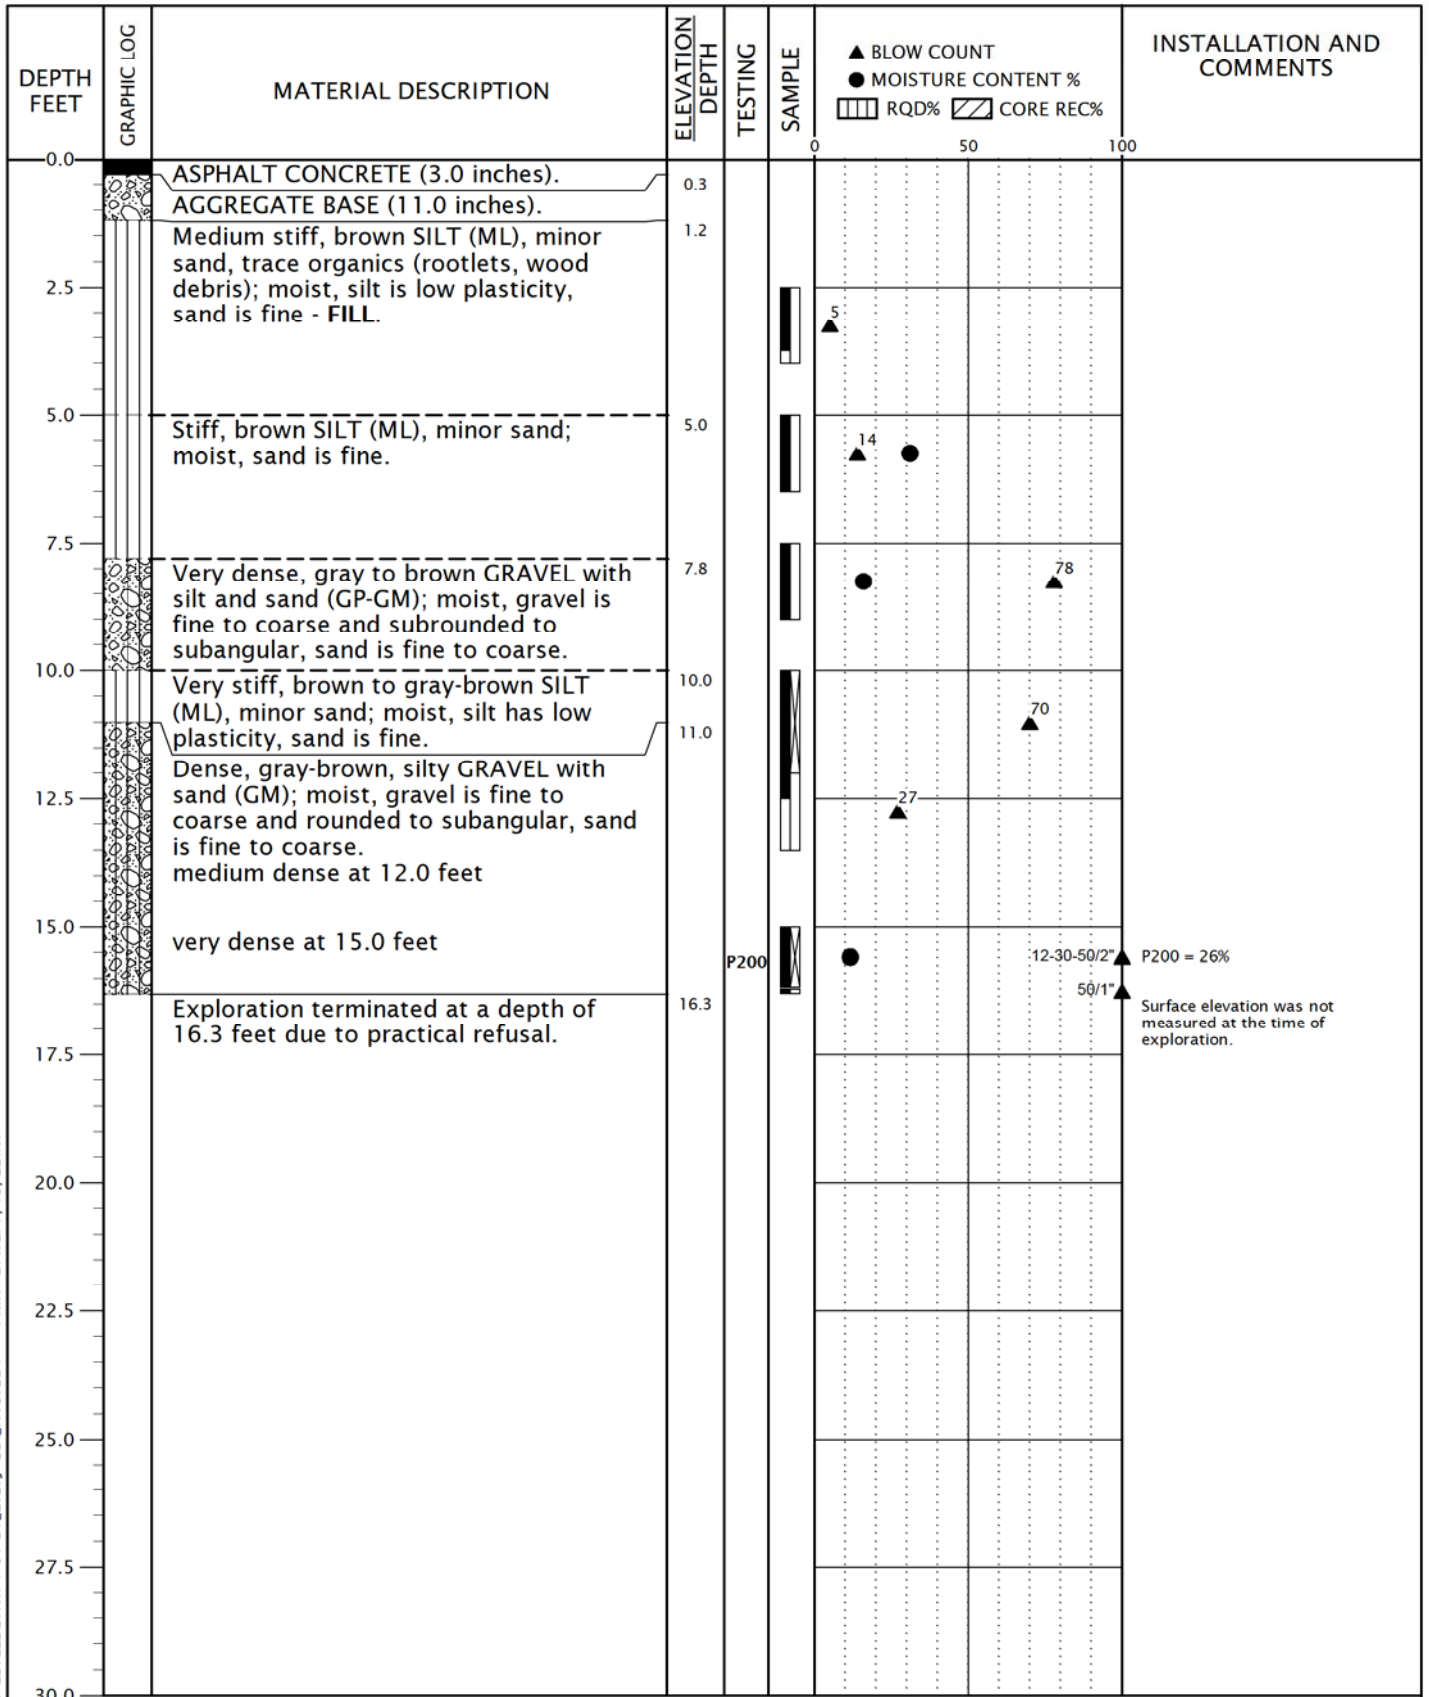 DEPTH
FEET
GRAPHIC LOG
MATERIAL DESCRIPTION
ELEVATION
DEPTH
TESTING
SAMPLE
▲ BLOW COUNT
● MOISTURE CONTENT %
RQD% CORE REC%
0 50 100
INSTALLATION AND
COMMENTS
0.0
ASPHALT CONCRETE (3.0 inches).
0.3
AGGREGATE BASE (11.0 inches).
1.2
Medium stiff, brown SILT (ML), minor
sand, trace organics (rootlets, wood
debris); moist, silt is low plasticity,
sand is fine - FILL.
2.5
5
5.0
5.0
Stiff, brown SILT (ML), minor sand;
moist, sand is fine.
14
7.5
7.8
Very dense, gray to brown GRAVEL with
silt and sand (GP-GM); moist, gravel is
fine to coarse and subrounded to
subangular, sand is fine to coarse.
78
10.0
10.0
Very stiff, brown to gray-brown SILT
(ML), minor sand; moist, silt has low
plasticity, sand is fine.
70
11.0
Dense, gray-brown, silty GRAVEL with
sand (GM); moist, gravel is fine to
coarse and rounded to subangular, sand
is fine to coarse.
medium dense at 12.0 feet
12.5
27
15.0
very dense at 15.0 feet
P200
12-30-50/2"
P200 = 26%
50/1"
16.3
Exploration terminated at a depth of
16.3 feet due to practical refusal.
Surface elevation was not
measured at the time of
exploration.
17.5
20.0
22.5
25.0
27.5
30.0